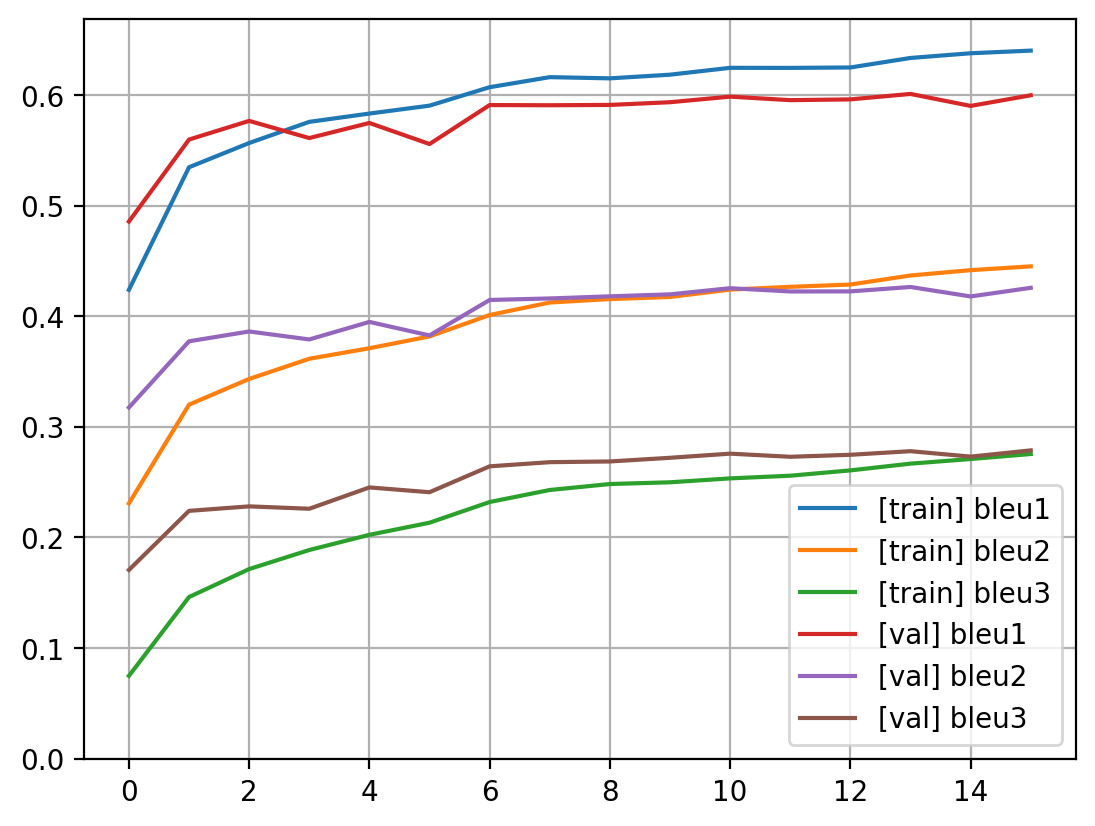 0.6
0.5
0.4
0.3
0.2
0.1
0.0
0 2 4 6 8 10 12 14
[train] bleu1
[train] bleu2
[train] bleu3
[val] bleu1
[val] bleu2
[val] bleu3